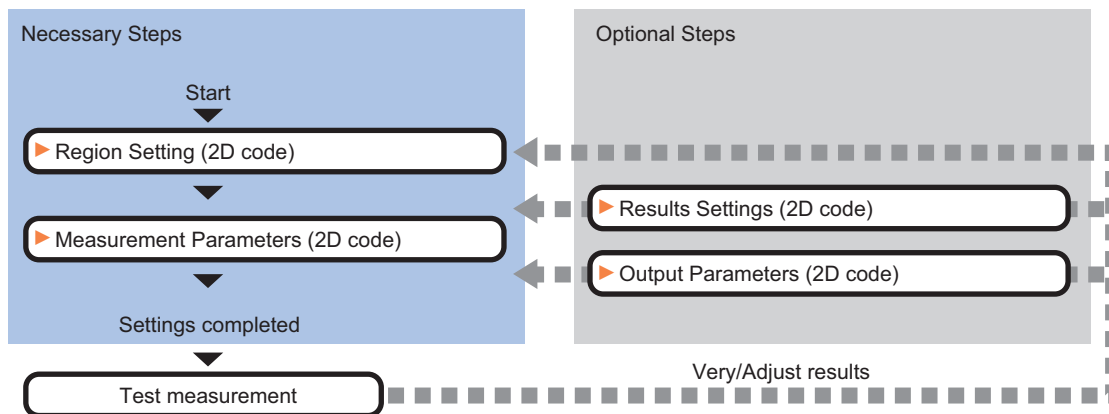 Necessary Steps
Start
Region Setting (2D code)
Measurement Parameters (2D code)
Settings completed
Test measurement
Optional Steps
Results Settings (2D code)
Output Parameters (2D code)
Very/Adjust results